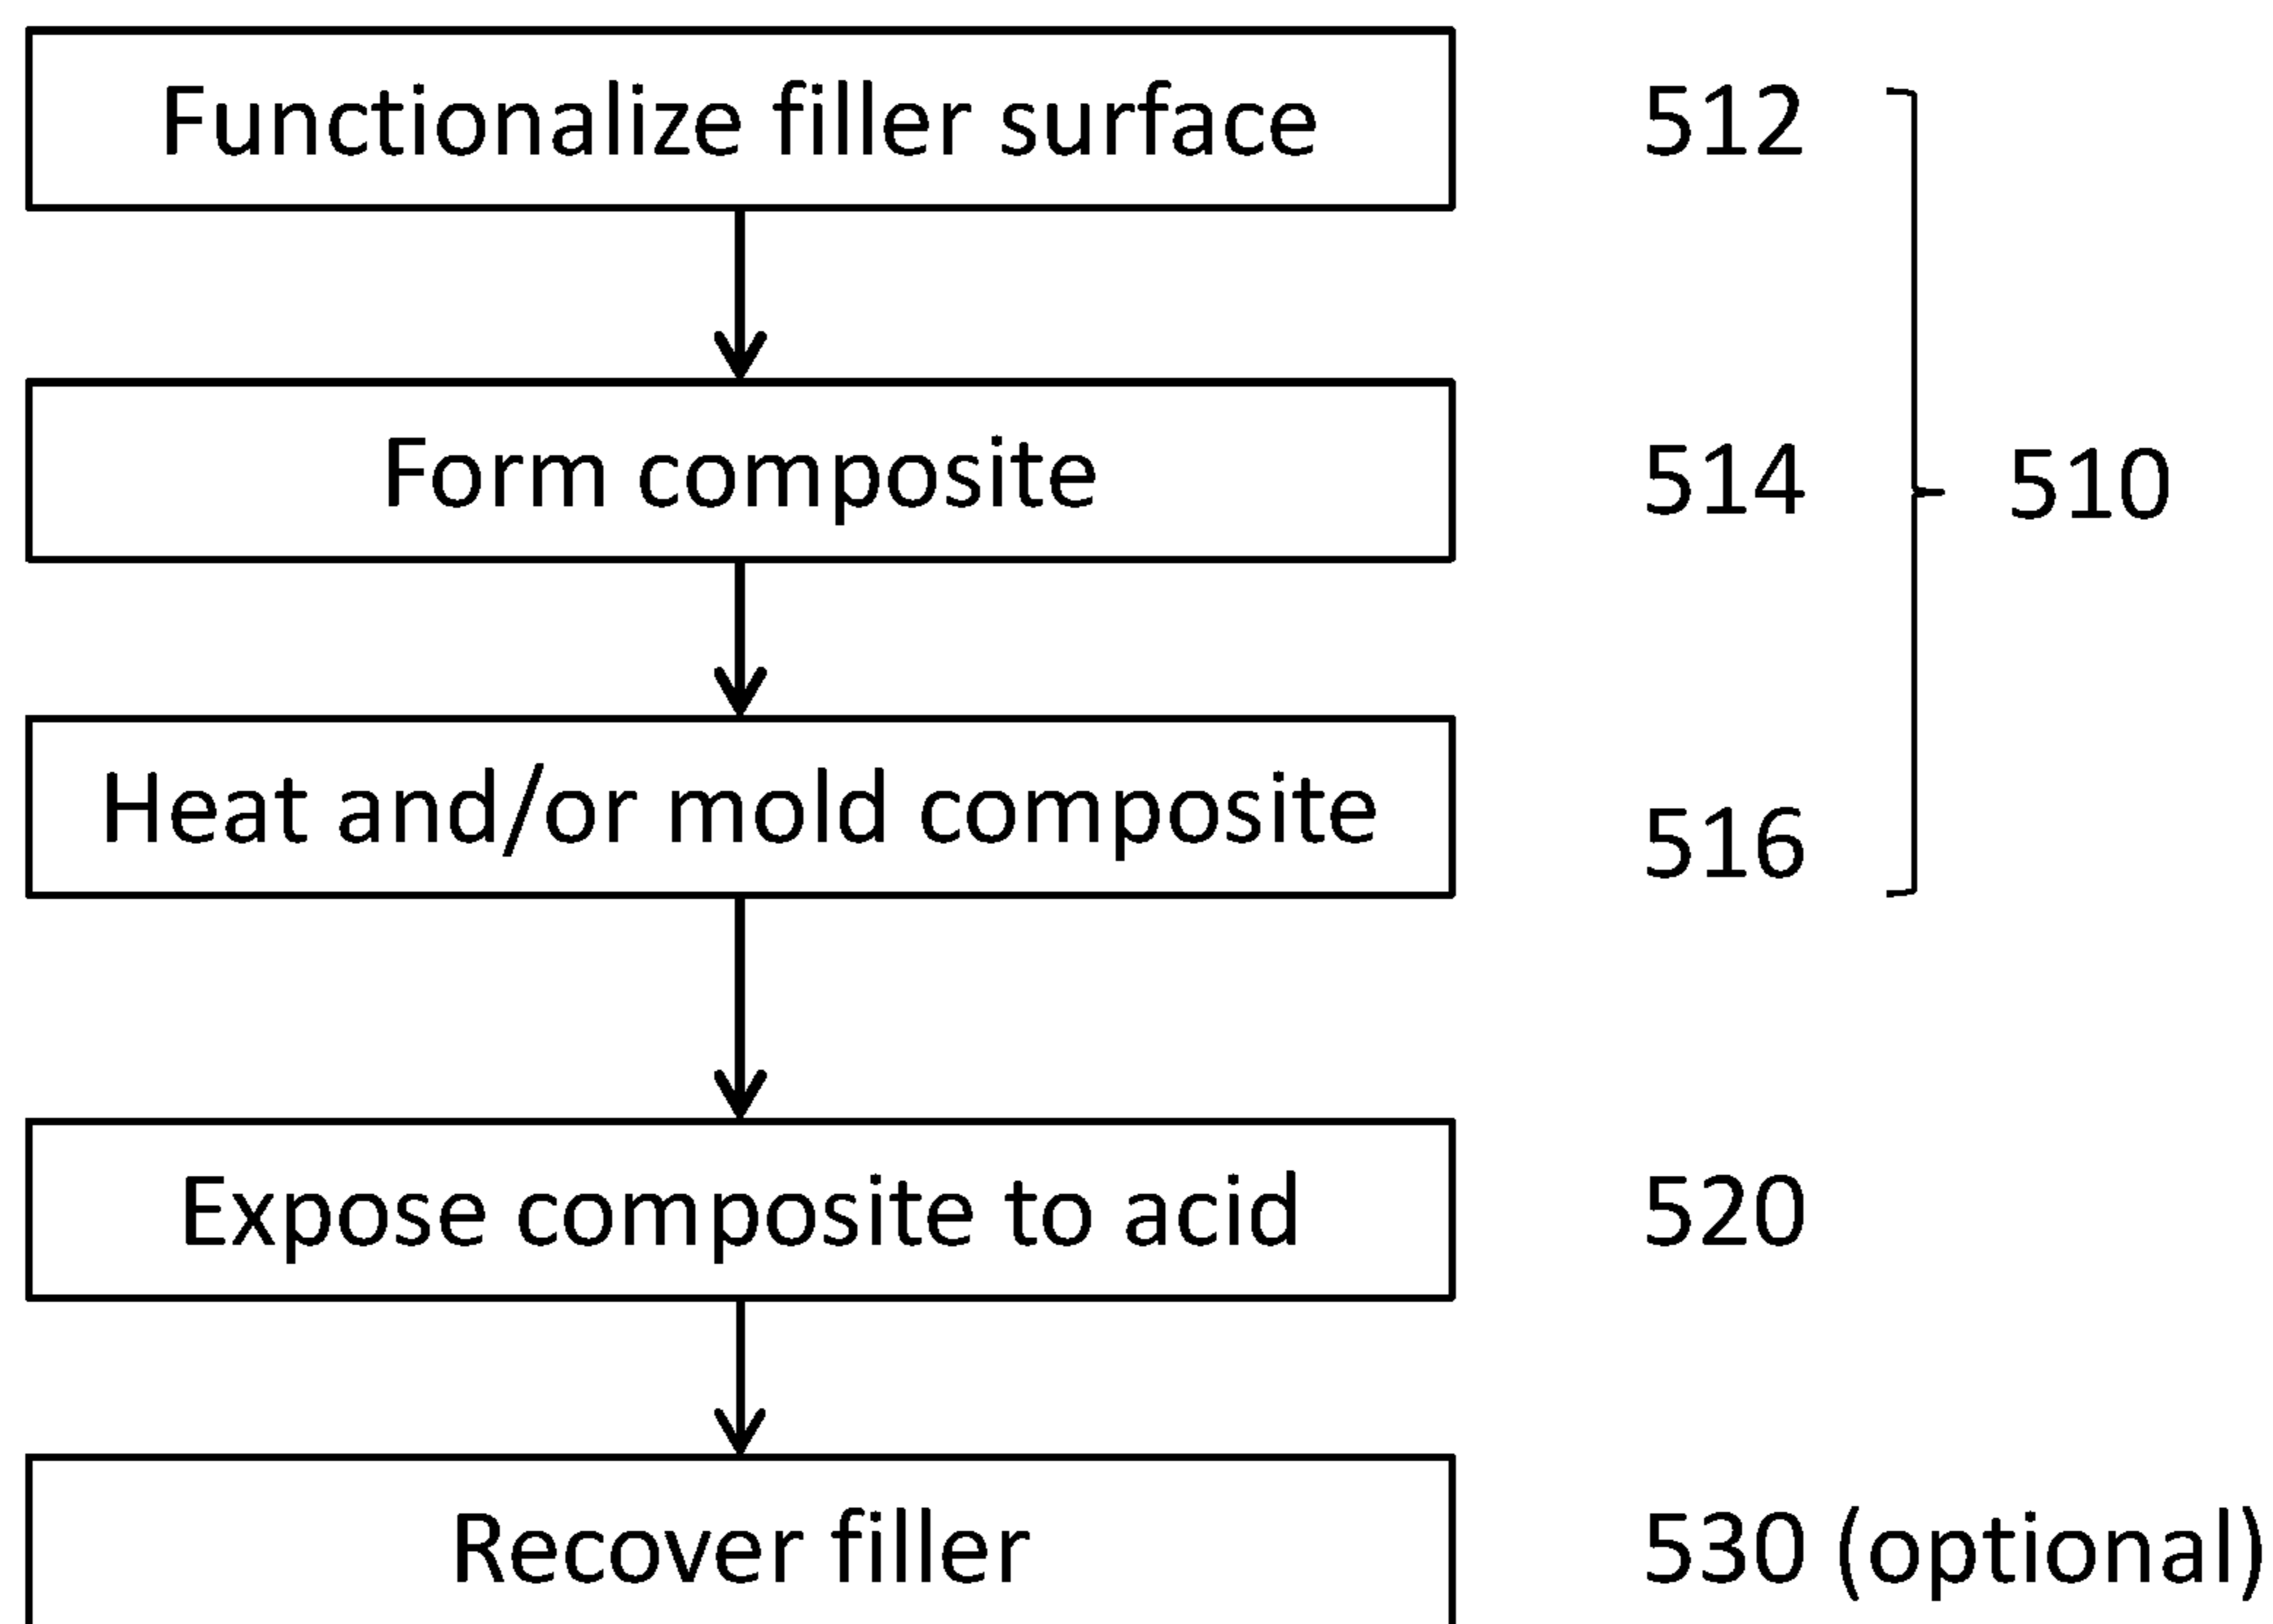 Functionalize filler surface 512
Form composite 514 510
Heat and/or mold composite 516
Expose composite to acid 520
Recover filler 530 (optional)